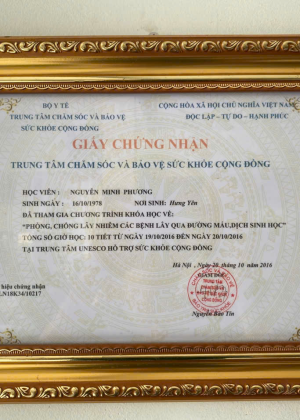 BỘ Y TẾ
TRUNG TÂM CHĂM SÓC VÀ BẢO VỆ
SỨC KHỎE CỘNG ĐỒNG
CỘNG HÒA XÃ HỘI CHỦ NGHĨA VIỆT NAM
ĐỘC LẬP - TỰ DO - HẠNH PHÚC
GIẤY CHỨNG NHẬN
TRUNG TÂM CHĂM SÓC VÀ BẢO VỆ SỨC KHỎE CỘNG ĐỒNG
HỌC VIÊN : NGUYỄN MINH PHƯƠNG
SINH NGÀY : 16/10/1978 NƠI SINH: Hưng Yên
ĐÃ THAM GIA CHƯƠNG TRÌNH KHÓA HỌC VỀ:
“PHÒNG, CHỐNG LÂY NHIỄM CÁC BỆNH LÂY QUA ĐƯỜNG MÁU,DỊCH SINH HỌC”
TỔNG SỐ GIỜ HỌC: 10 TIẾT TỪ NGÀY 19/10/2016 ĐẾN NGÀY 20/10/2016
TẠI TRUNG TÂM UNESCO HỖ TRỢ SỨC KHỎE CỘNG ĐỒNG
Hà Nội, ngày 20 tháng 10 năm 2016
GIÁM ĐỐC
hiệu chứng nhận
LN18K34/10217
Nguyễn Bảo Tín